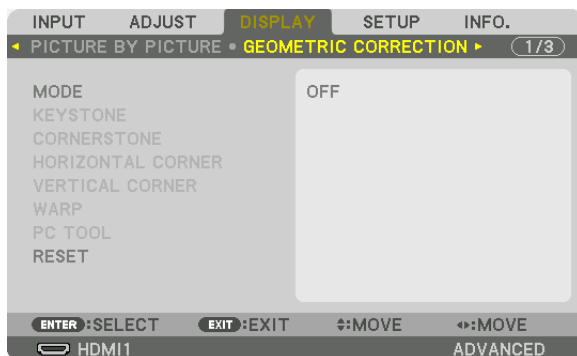 INPUT ADJUST DISPLAY SETUP INFO.
PICTURE BY PICTURE • GEOMETRIC CORRECTION 1/3
MODE OFF
KEYSTONE
CORNERSTONE
HORIZONTAL CORNER
VERTICAL CORNER
WARP
PC TOOL
RESET
ENTER :SELECT EXIT :EXIT :MOVE :MOVE
HDMI1 ADVANCED